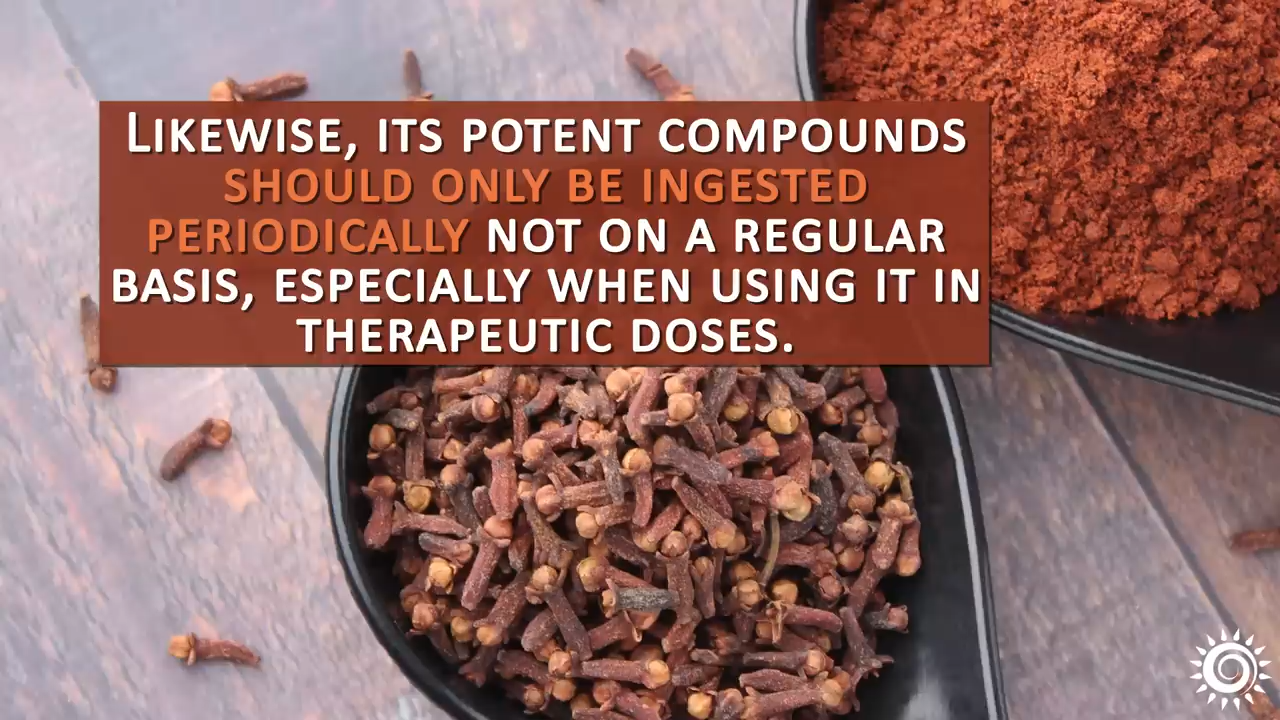 LIKEWISE, ITS POTENT COMPOUNDS
SHOULD ONLY BE INGESTED
PERIODICALLY NOT ON A REGULAR
BASIS, ESPECIALLY WHEN USING IT IN
THERAPEUTIC DOSES.